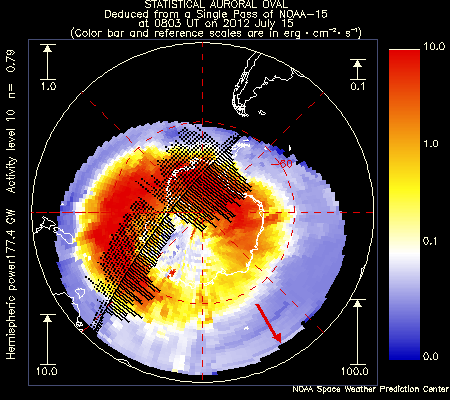 STATISTICAL AURORAL OVAL
Deduced from a Single Pass of NOAA-15
at 0803 UT on 2012 July 15
(Color bar and reference scales are in erg · cm⁻² · s⁻¹)
Hemispheric power177.4 GW Activity level 10 n= 0.79
1.0
0.1
10.0
100.0
-60
10.0
1.0
0.1
0.0
NOAA Space Weather Prediction Center